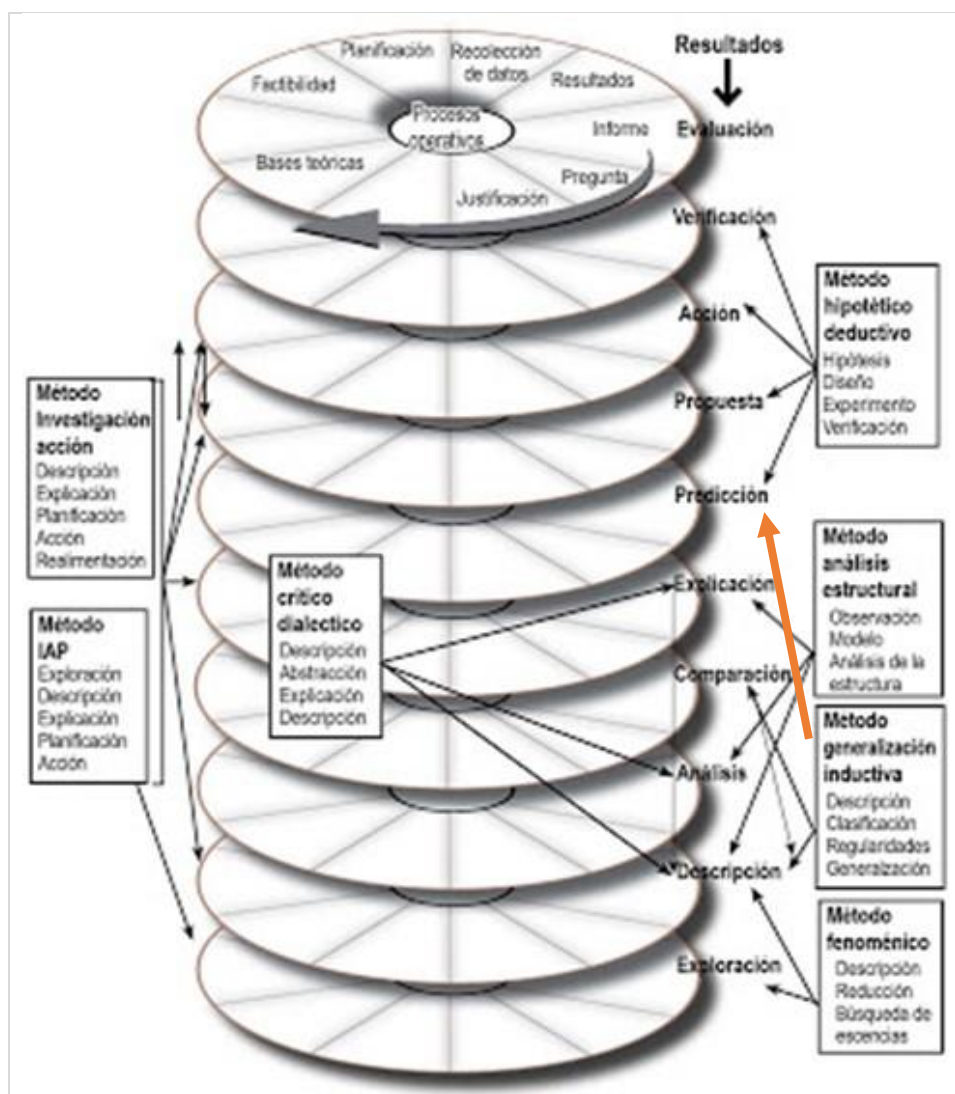 Resultados
Planificación
Recolección
de datos
Factibilidad
Resultados
Procesos
operativos
Informe
Evaluación
Bases teóricas
Pregunta
Justificación
Verificación
Acción
Propuesta
Predicción
Explicación
Comparación
Análisis
Descripción
Exploración
Método
Investigación
acción
Descripción
Explicación
Planificación
Acción
Realimentación
Método
IAP
Exploración
Descripción
Explicación
Planificación
Acción
Método
crítico
dialectico
Descripción
Abstracción
Explicación
Descripción
Método
hipotético
deductivo
Hipótesis
Diseño
Experimento
Verificación
Método
análisis
estructural
Observación
Modelo
Análisis de la
estructura
Método
generalización
inductiva
Descripción
Clasificación
Regularidades
Generalzación
Método
fenoménico
Descripción
Reducción
Búsqueda de
escencias